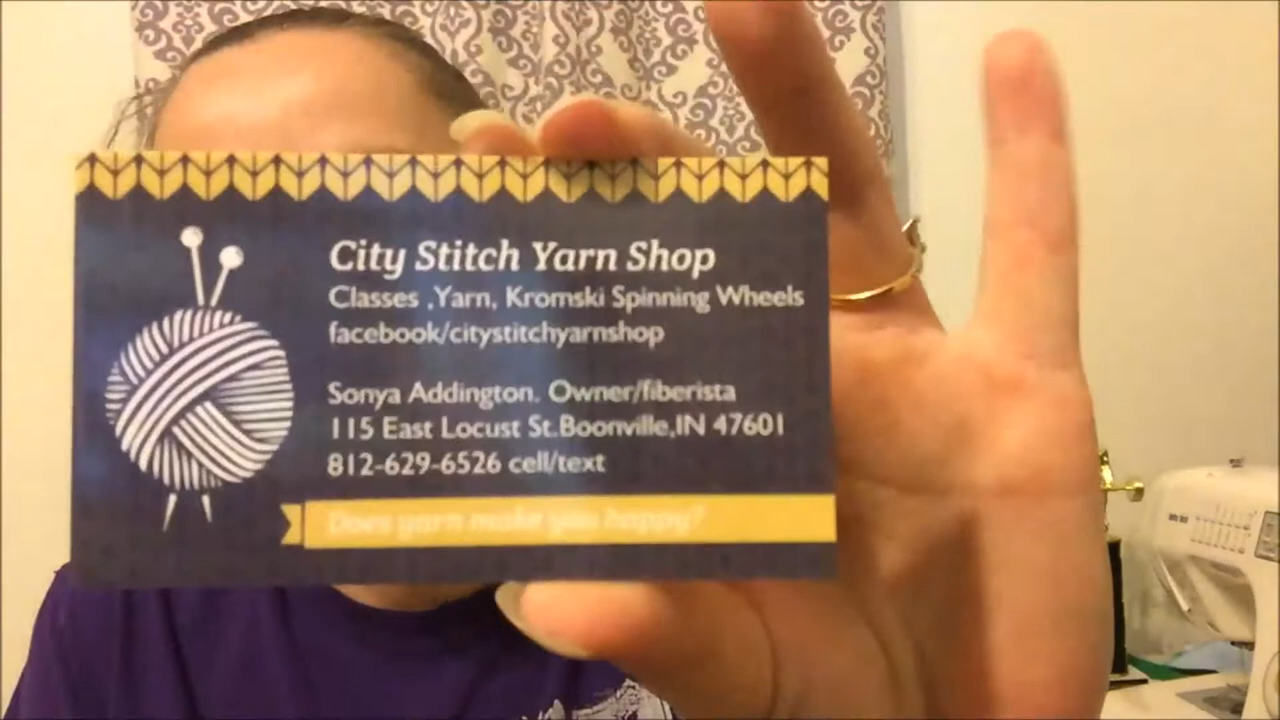 City Stitch Yarn Shop
Classes ,Yarn, Kromski Spinning Wheels
facebook/citystitchyarnshop
Sonya Addington. Owner/fiberista
115 East Locust St.Boonville,IN 47601
812-629-6526 cell/text
Does yarn make you happy?